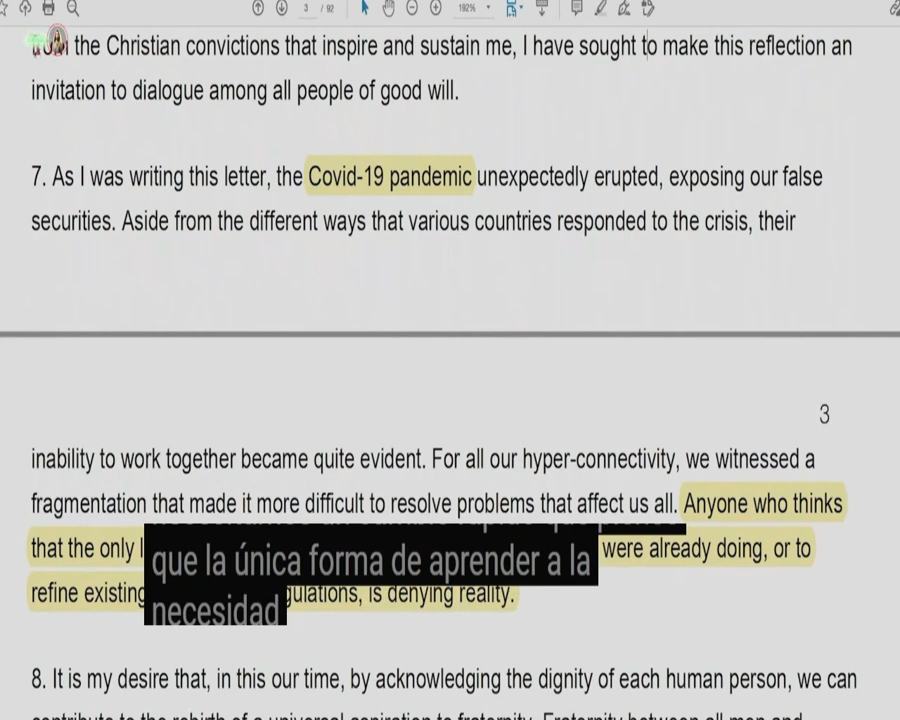 3 / 92
192%
the Christian convictions that inspire and sustain me, I have sought to make this reflection an
invitation to dialogue among all people of good will.
7. As I was writing this letter, the Covid-19 pandemic unexpectedly erupted, exposing our false
securities. Aside from the different ways that various countries responded to the crisis, their
3
inability to work together became quite evident. For all our hyper-connectivity, we witnessed a
fragmentation that made it more difficult to resolve problems that affect us all. Anyone who thinks
that the only were already doing, or to
que la única forma de aprender a la
refine existing gulations, is denying reality.
necesidad
8. It is my desire that, in this our time, by acknowledging the dignity of each human person, we can